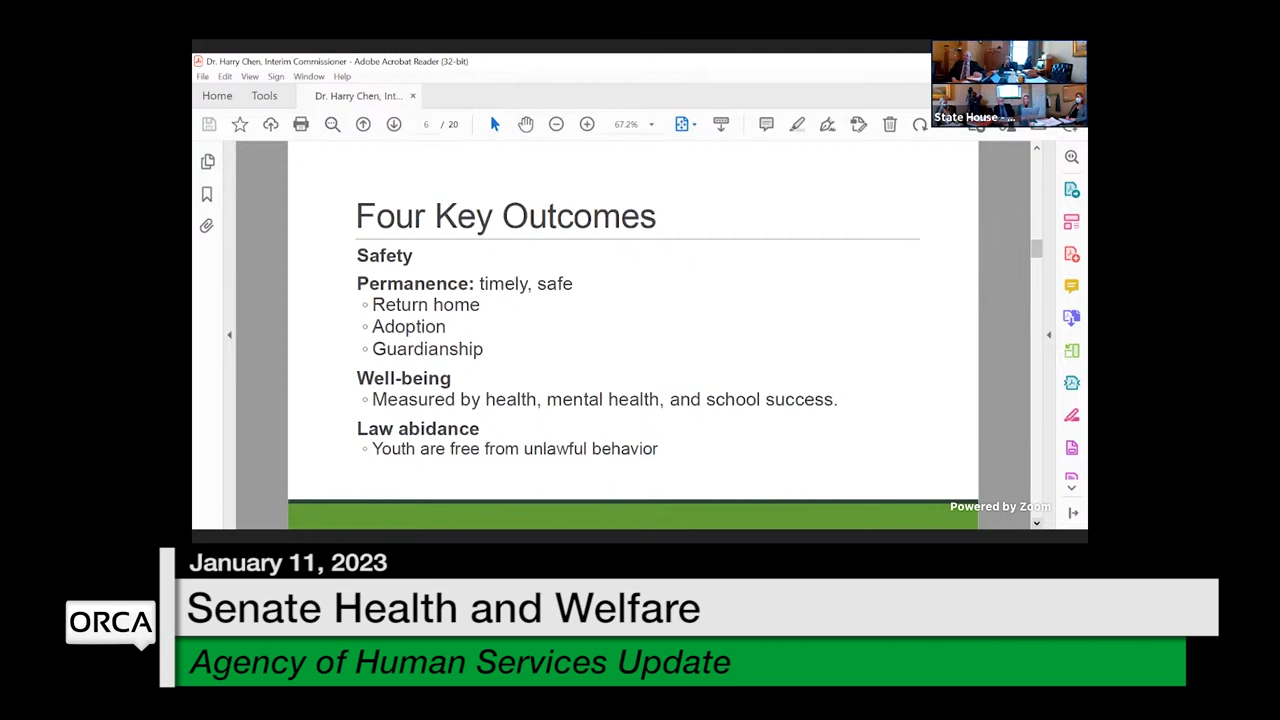 Dr. Harry Chen, Interim Commissioner - Adobe Acrobat Reader (32-bit)
File Edit View Sign Window Help
Home Tools Dr. Harry Chen, Int... ×
6 / 20 67.2%
State House - ...
Four Key Outcomes
Safety
Permanence: timely, safe
◦ Return home
◦ Adoption
◦ Guardianship
Well-being
◦ Measured by health, mental health, and school success.
Law abidance
◦ Youth are free from unlawful behavior
Powered by Zoom
January 11, 2023
ORCA
Senate Health and Welfare
Agency of Human Services Update